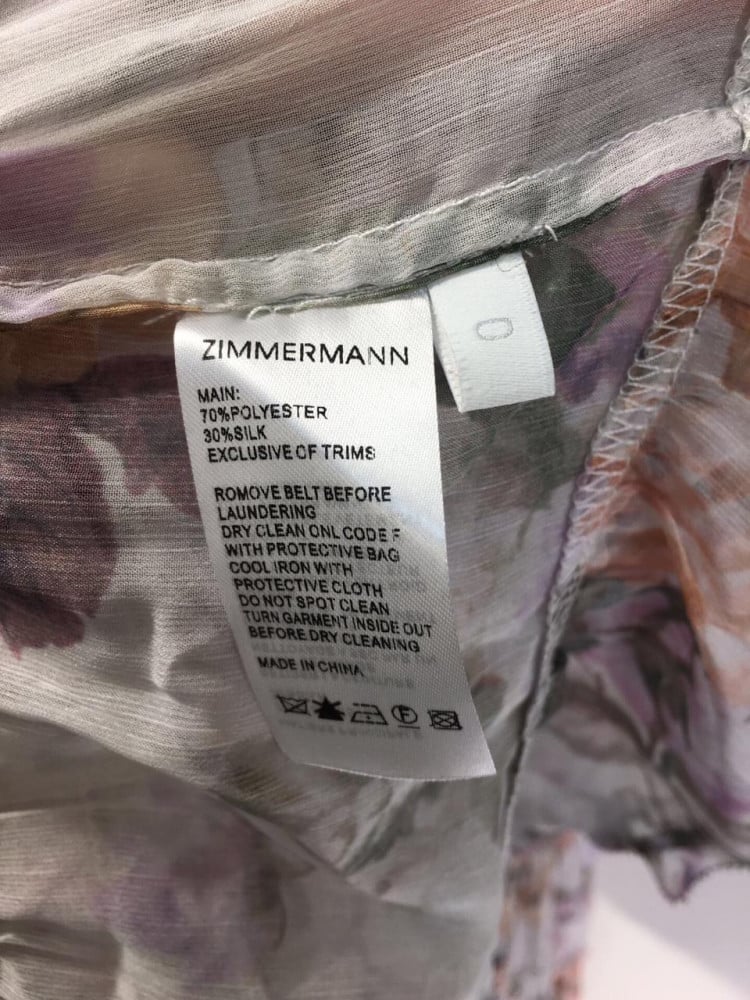 ZIMMERMANN
0
MAIN:
70%POLYESTER
30%SILK
EXCLUSIVE OF TRIMS
ROMOVE BELT BEFORE
LAUNDERING
DRY CLEAN ONL CODE F
WITH PROTECTIVE BAG
COOL IRON WITH
PROTECTIVE CLOTH
DO NOT SPOT CLEAN
TURN GARMENT INSIDE OUT
BEFORE DRY CLEANING
MADE IN CHINA
F